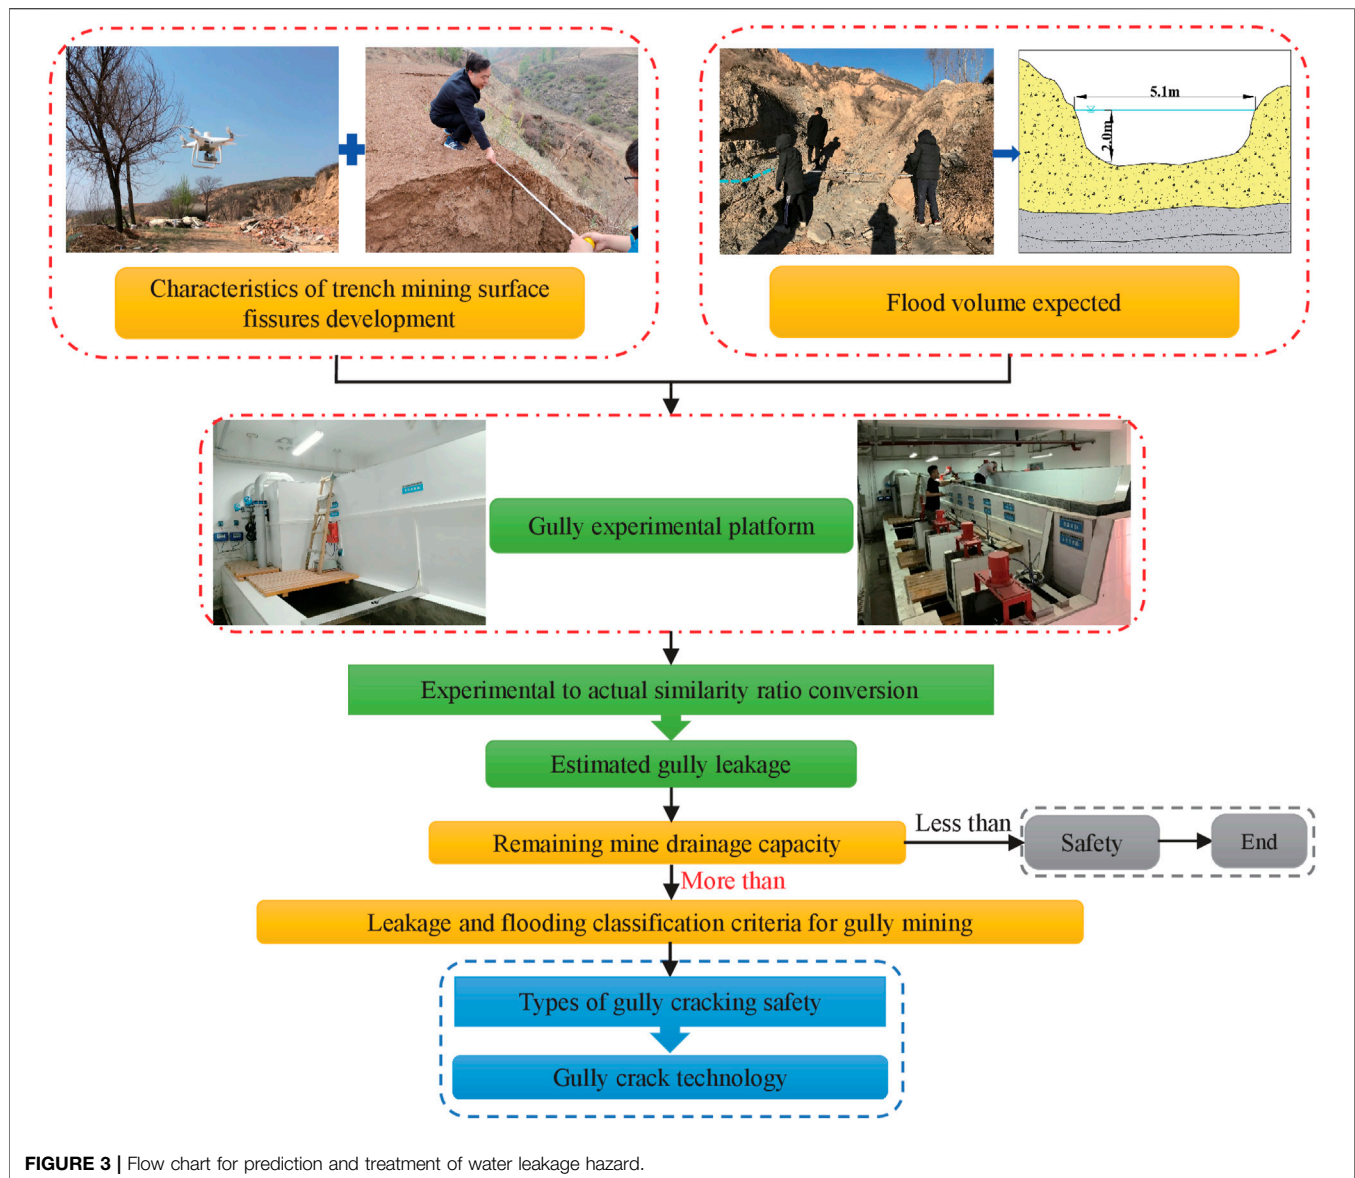 5.1m
2.0m
Characteristics of trench mining surface
fissures development
Flood volume expected
Gully experimental platform
Experimental to actual similarity ratio conversion
Estimated gully leakage
Remaining mine drainage capacity
Less than
Safety
End
More than
Leakage and flooding classification criteria for gully mining
Types of gully cracking safety
Gully crack technology
FIGURE 3 | Flow chart for prediction and treatment of water leakage hazard.